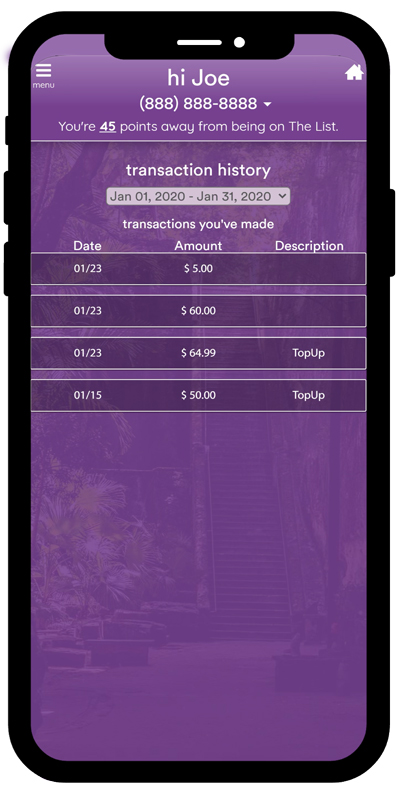 hi Joe
menu
(888) 888-8888
You're 45 points away from being on The List.
transaction history
Jan 01, 2020 - Jan 31, 2020
transactions you've made
Date Amount Description
01/23 $ 5.00
01/23 $ 60.00
01/23 $ 64.99 TopUp
01/15 $ 50.00 TopUp